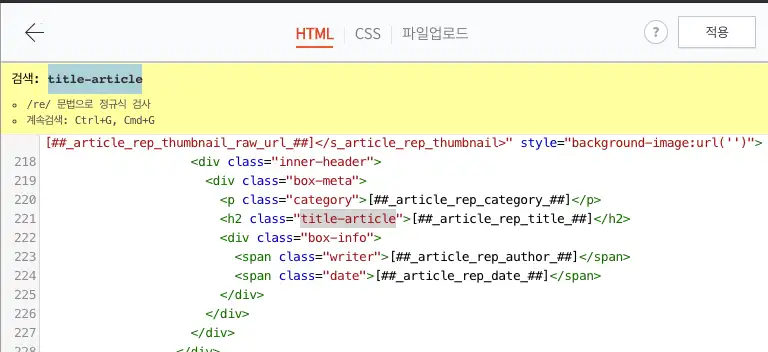 HTML CSS 파일업로드 ? 적용
검색: title-article
/re/ 문법으로 정규식 검사
계속검색: Ctrl+G, Cmd+G
[##_article_rep_thumbnail_raw_url_##]</s_article_rep_thumbnail>" style="background-image:url('')">
218 <div class="inner-header">
219 <div class="box-meta">
220 <p class="category">[##_article_rep_category_##]</p>
221 <h2 class="title-article">[##_article_rep_title_##]</h2>
222 <div class="box-info">
223 <span class="writer">[##_article_rep_author_##]</span>
224 <span class="date">[##_article_rep_date_##]</span>
225 </div>
226 </div>
227 </div>
228 </div>